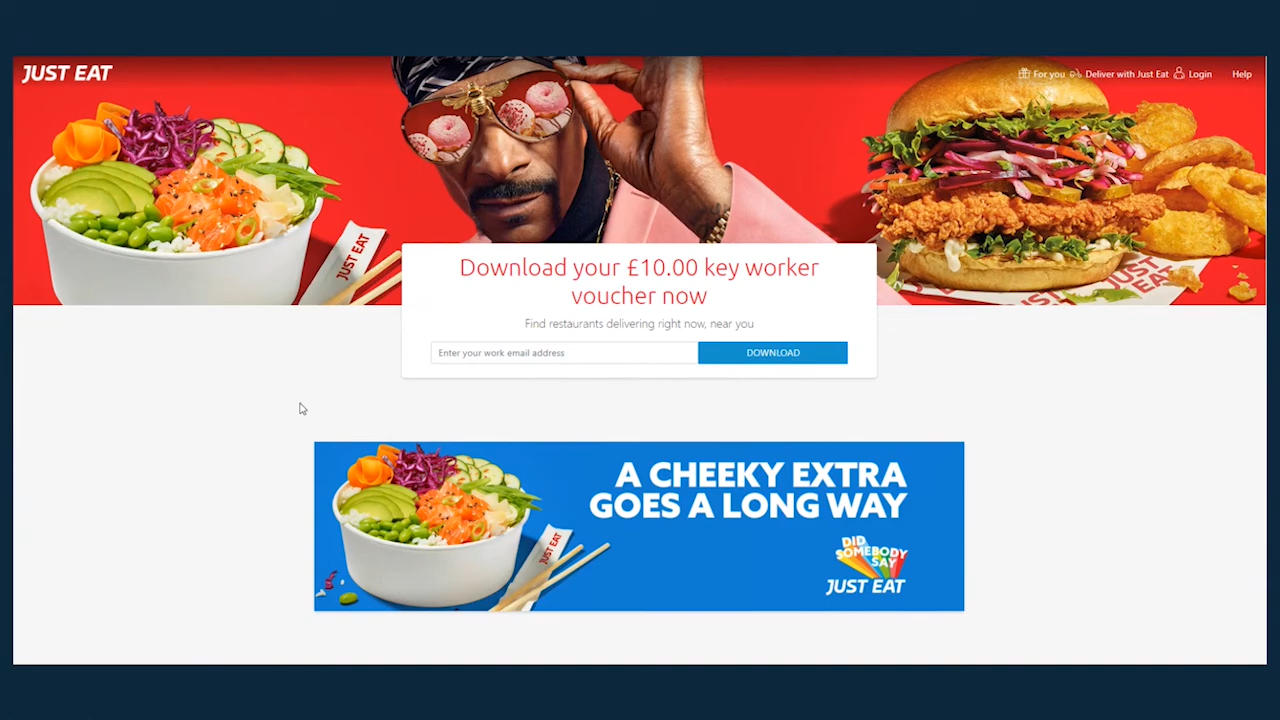 JUST EAT
For you
Deliver with Just Eat
Login
Help
JUST EAT
JUST EAT
Download your £10.00 key worker
voucher now
Find restaurants delivering right now, near you
Enter your work email address
DOWNLOAD
A CHEEKY EXTRA
GOES A LONG WAY
JUST EAT
DID
SOMEBODY
SAY
JUST EAT